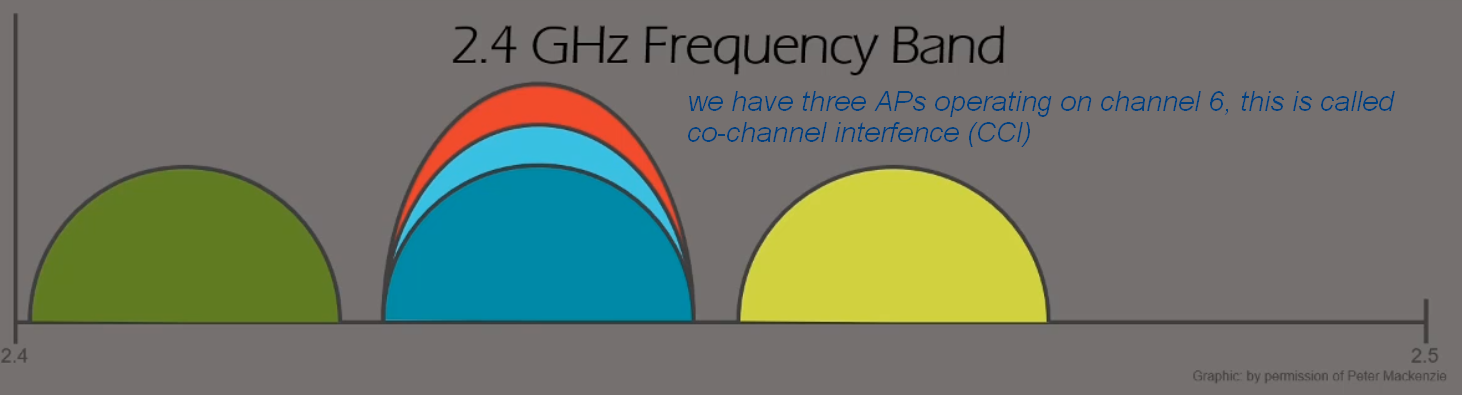 2.4 GHz Frequency Band
we have three APs operating on channel 6, this is called
co-channel interfence (CCI)
2.4
2.5
Graphic: by permission of Peter Mackenzie